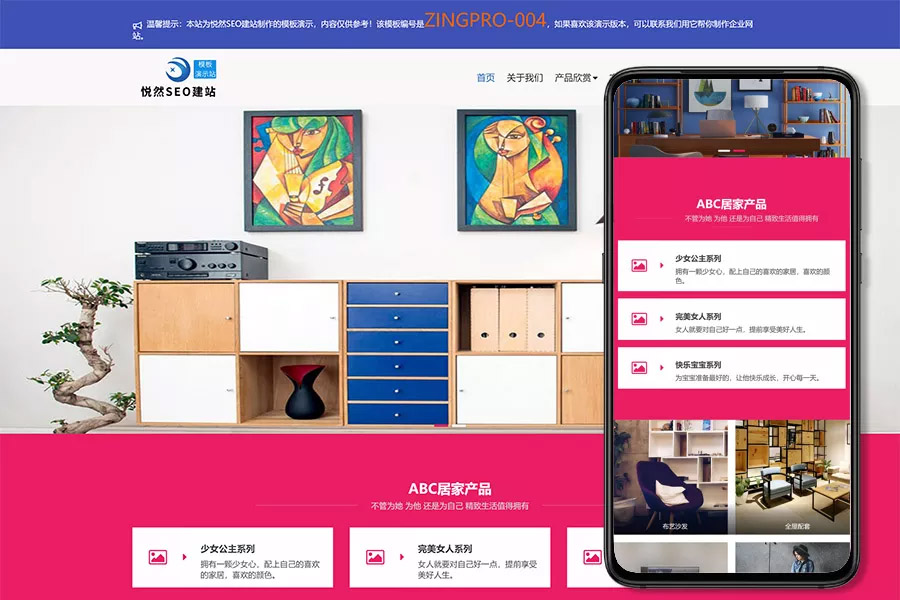 温馨提示：本站为悦然SEO建站制作的模板演示，内容仅供参考！该模板编号是ZINGPRO-004，如果喜欢该演示版本，可以联系我们用它帮你制作企业网
站。
模板
演示站
悦然SEO建站
首页 关于我们 产品欣赏
ABC居家产品
不管为她 为他 还是为自己 精致生活值得拥有
少女公主系列
拥有一颗少女心，配上自己的喜欢
的家居，喜欢的颜色。
完美女人系列
女人就要对自己好一点，提前享受
美好人生。
ABC居家产品
不管为她 为他 还是为自己 精致生活值得拥有
少女公主系列
拥有一颗少女心，配上自己的喜欢的家居，喜欢的颜
色。
完美女人系列
女人就要对自己好一点，提前享受美好人生。
快乐宝宝系列
为宝宝准备最好的，让他快乐成长，开心每一天。
布艺沙发
全屋配套